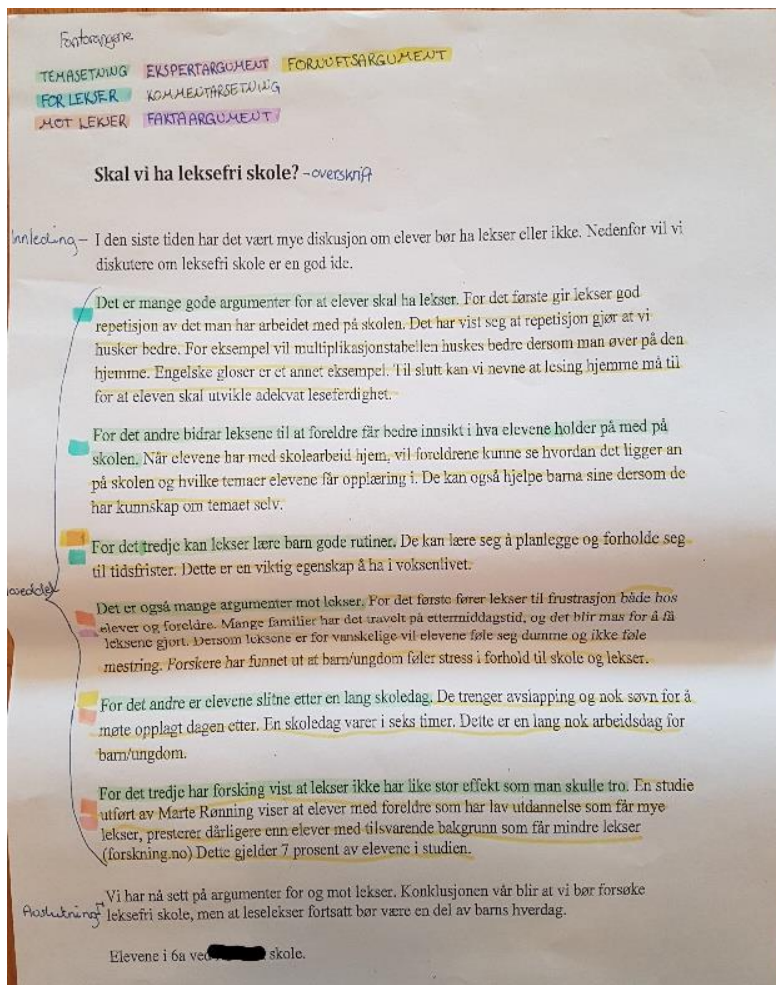 TEMASETNING EKSPERTARGUMENT FORNUFTSARGUMENT
FOR LEKSER KOMMENTARSETNING
MOT LEKSER FAKTAARGUMENT
Skal vi ha leksefri skole? - overskrift
Innleding - I den siste tiden har det vært mye diskusjon om elever bør ha lekser eller ikke. Nedenfor vil vi
diskutere om leksefri skole er en god ide.
Det er mange gode argumenter for at elever skal ha lekser. For det første gir lekser god
repetisjon av det man har arbeidet med på skolen. Det har vist seg at repetisjon gjør at vi
husker bedre. For eksempel vil multiplikasjonstabellen huskes bedre dersom man øver på den
hjemme. Engelske gloser er et annet eksempel. Til slutt kan vi nevne at lesing hjemme må til
for at eleven skal utvikle adekvat leseferdighet.
For det andre bidrar leksene til at foreldre får bedre innsikt i hva elevene holder på med på
skolen. Når elevene har med skolearbeid hjem, vil foreldrene kunne se hvordan det ligger an
på skolen og hvilke temaer elevene får opplæring i. De kan også hjelpe barna sine dersom de
har kunnskap om temaet selv.
For det tredje kan lekser lære barn gode rutiner. De kan lære seg å planlegge og forholde seg
til tidsfrister. Dette er en viktig egenskap å ha i voksenlivet.
Det er også mange argumenter mot lekser. For det første fører lekser til frustrasjon både hos
elever og foreldre. Mange familier har det travelt på ettermiddagstid, og det blir mas for å få
leksene gjort. Dersom leksene er for vanskelige vil elevene føle seg dumme og ikke føle
mestring. Forskere har funnet ut at barn/ungdom føler stress i forhold til skole og lekser.
For det andre er elevene slitne etter en lang skoledag. De trenger avslapping og nok søvn for å
møte opplagt dagen etter. En skoledag varer i seks timer. Dette er en lang nok arbeidsdag for
barn/ungdom.
For det tredje har forsking vist at lekser ikke har like stor effekt som man skulle tro. En studie
utført av Marte Rønning viser at elever med foreldre som har lav utdannelse som får mye
lekser, presterer dårligere enn elever med tilsvarende bakgrunn som får mindre lekser
(forskning.no) Dette gjelder 7 prosent av elevene i studien.
Vi har nå sett på argumenter for og mot lekser. Konklusjonen vår blir at vi bør forsøke
leksefri skole, men at leselekser fortsatt bør være en del av barns hverdag.
Elevene i 6a ved skole.